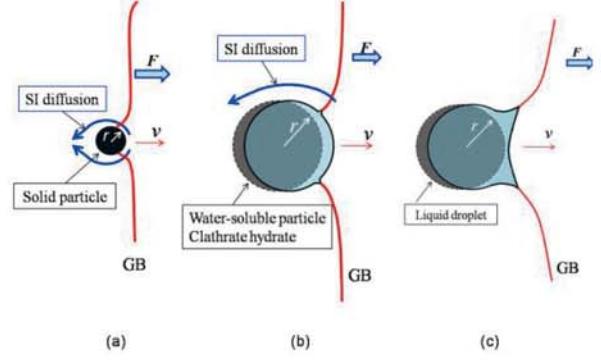 F
SI diffusion
r
v
Solid particle
GB
(a)
SI diffusion
F
r
v
Water-soluble particle
Clathrate hydrate
GB
(b)
F
r
v
Liquid droplet
GB
(c)